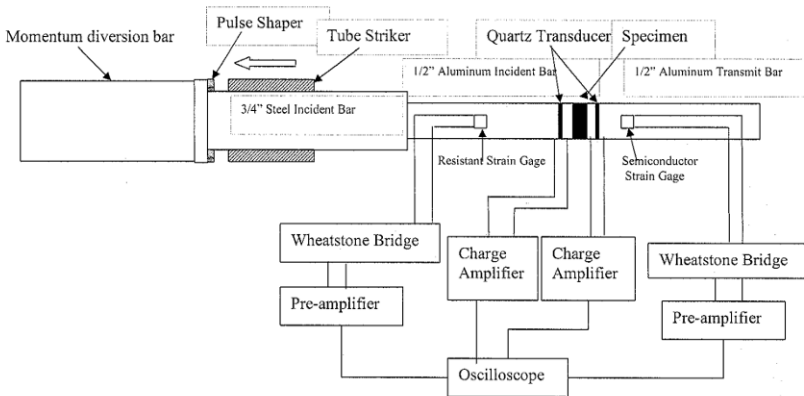 Momentum diversion bar
Pulse Shaper
Tube Striker
Quartz Transducer
Specimen
1/2” Aluminum Incident Bar
1/2” Aluminum Transmit Bar
3/4” Steel Incident Bar
Resistant Strain Gage
Semiconductor
Strain Gage
Wheatstone Bridge
Charge
Amplifier
Charge
Amplifier
Wheatstone Bridge
Pre-amplifier
Pre-amplifier
Oscilloscope